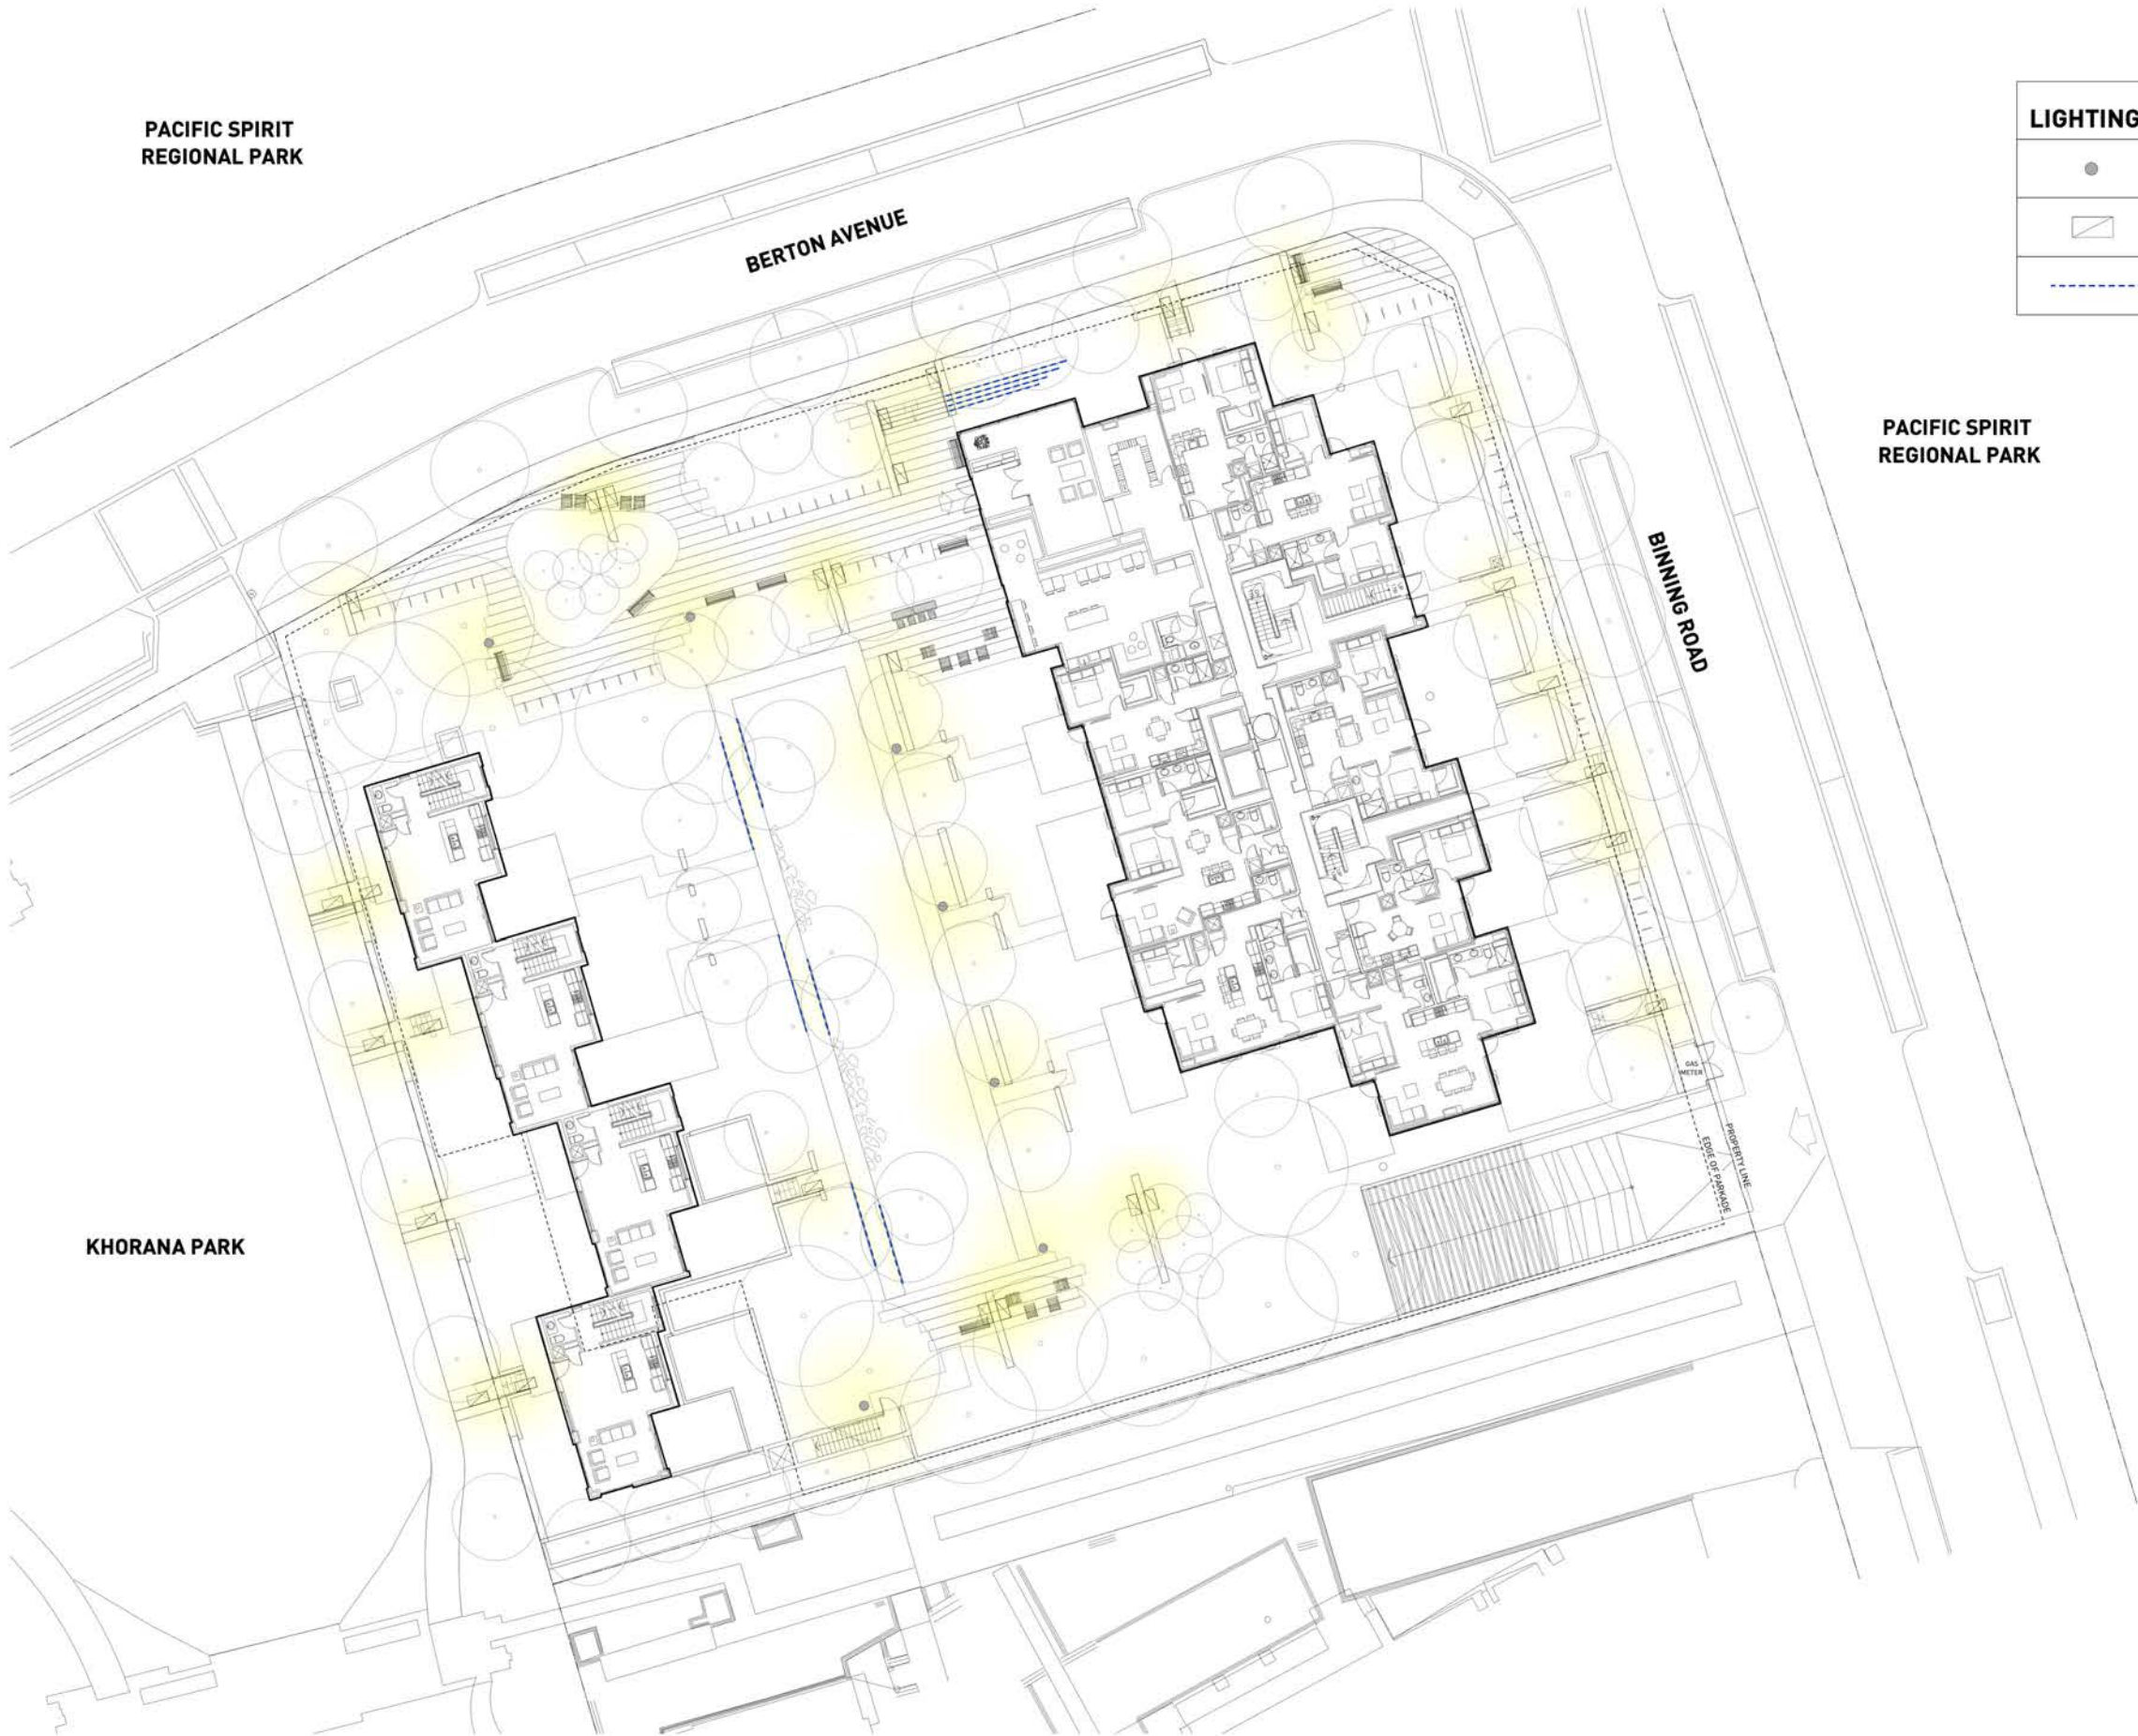 PACIFIC SPIRIT
REGIONAL PARK
LIGHTING
BERTON AVENUE
PACIFIC SPIRIT
REGIONAL PARK
BINNING ROAD
GAS
METER
PROPERTY LINE
EDGE OF PARKADE
KHORANA PARK